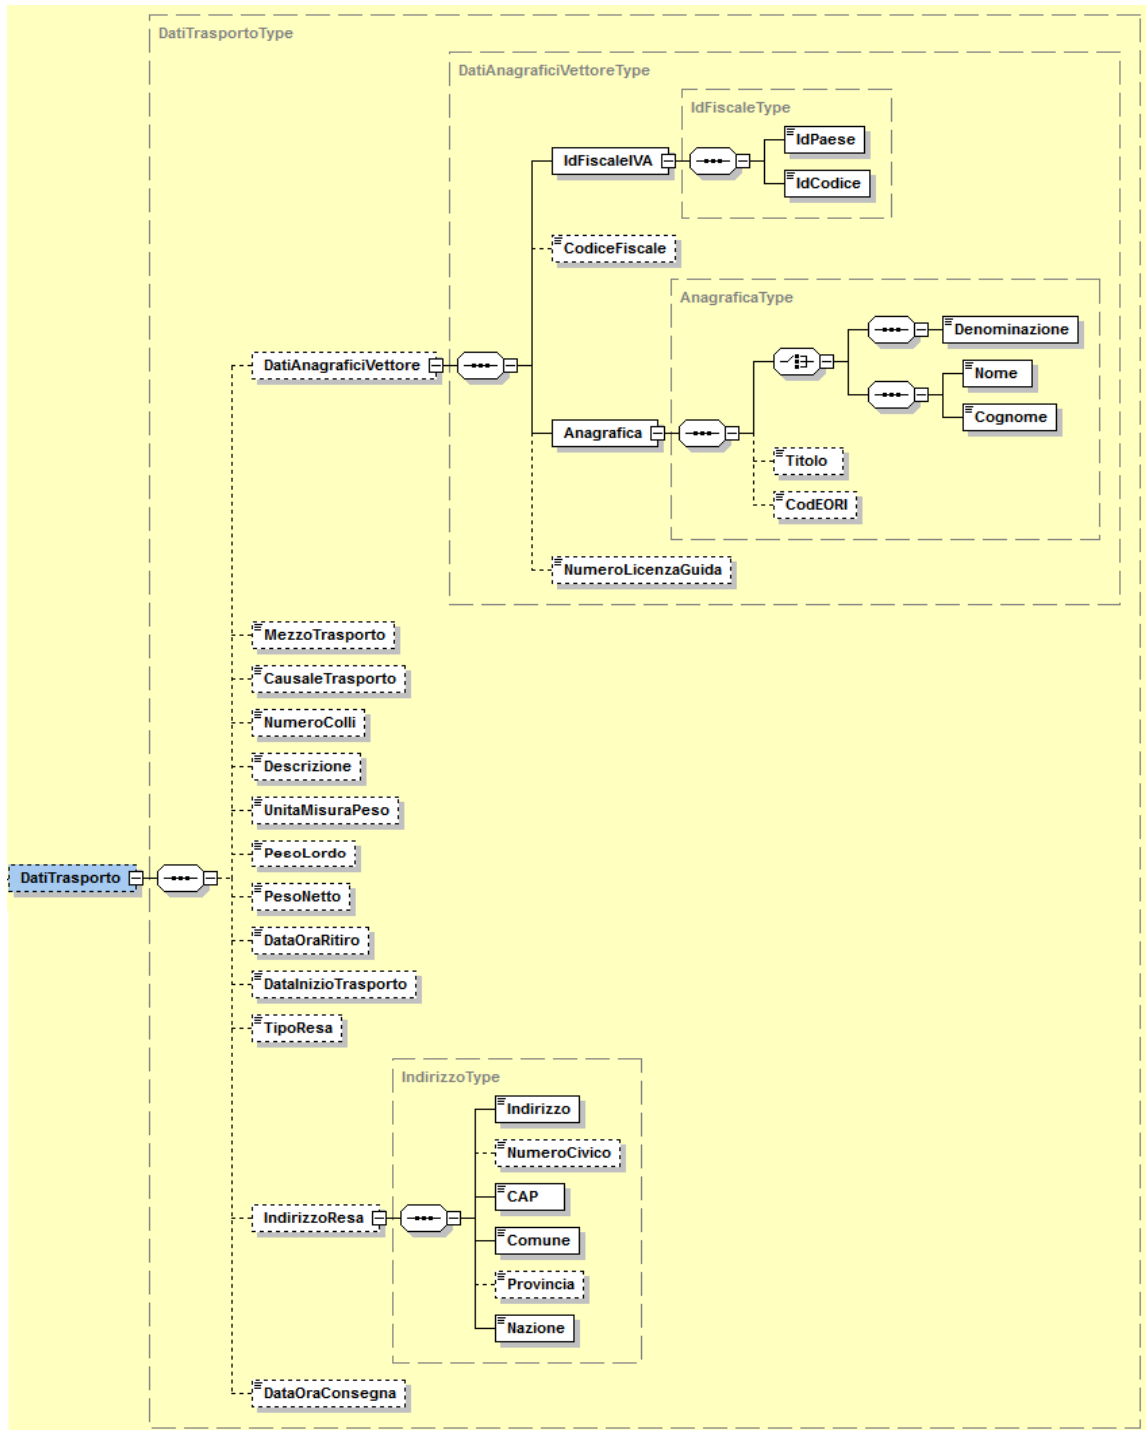 DatiTrasportoType
DatiAnagraficiVettoreType
IdFiscaleType
IdPaese
IdFiscaleIVA
IdCodice
CodiceFiscale
AnagraficaType
Denominazione
DatiAnagraficiVettore
Nome
Cognome
Anagrafica
Titolo
CodEORI
NumeroLicenzaGuida
MezzoTrasporto
CausaleTrasporto
NumeroColli
Descrizione
UnitaMisuraPeso
PesoLordo
DatiTrasporto
PesoNetto
DataOraRitiro
DataInizioTrasporto
TipoResa
IndirizzoType
Indirizzo
NumeroCivico
CAP
IndirizzoResa
Comune
Provincia
Nazione
DataOraConsegna